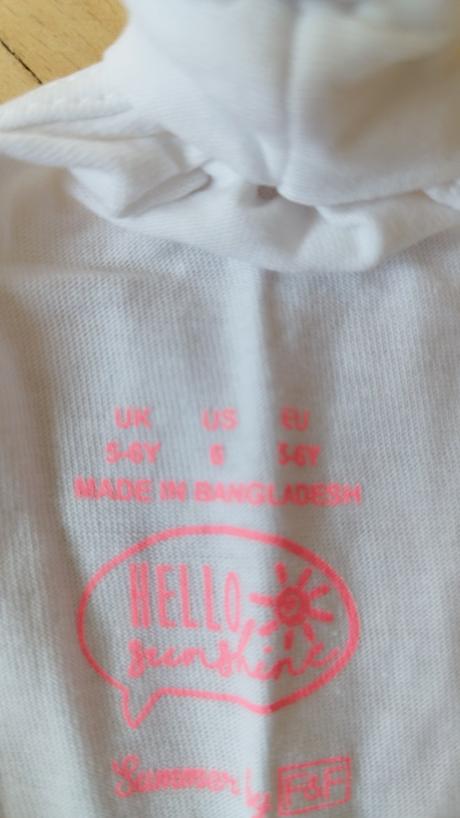 UK US EU
5-6Y 6 5-6Y
MADE IN BANGLADESH
HELLO
sunshine
Summer by F&F